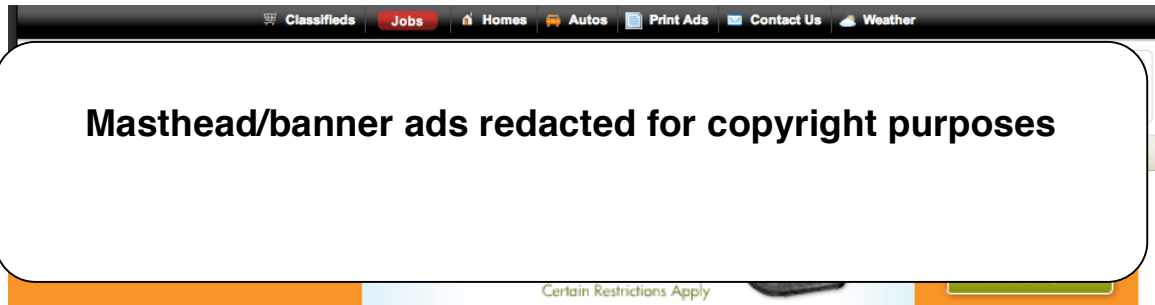 Classifieds Jobs Homes Autos Print Ads Contact Us Weather
Masthead/banner ads redacted for copyright purposes
Certain Restrictions Apply